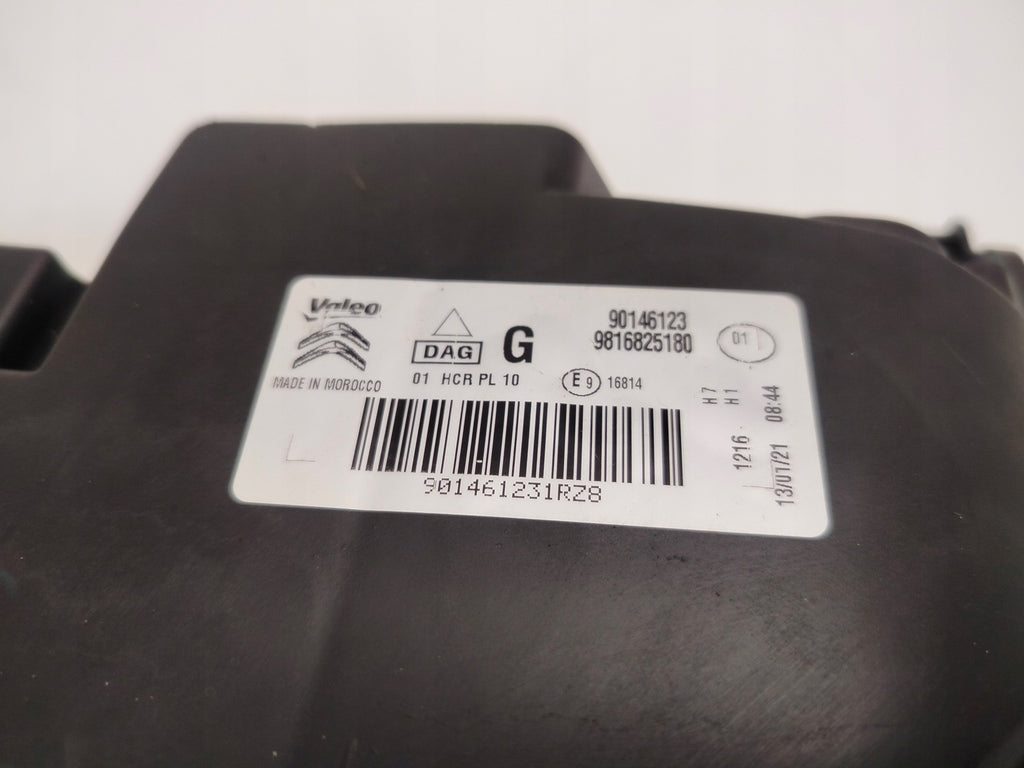 Valeo
MADE IN MOROCCO
DAG
G
01 HCR PL 10
E9 16814
90146123
9816825180
01
H7
H1
1216
13/07/21 08:44
901461231RZ8